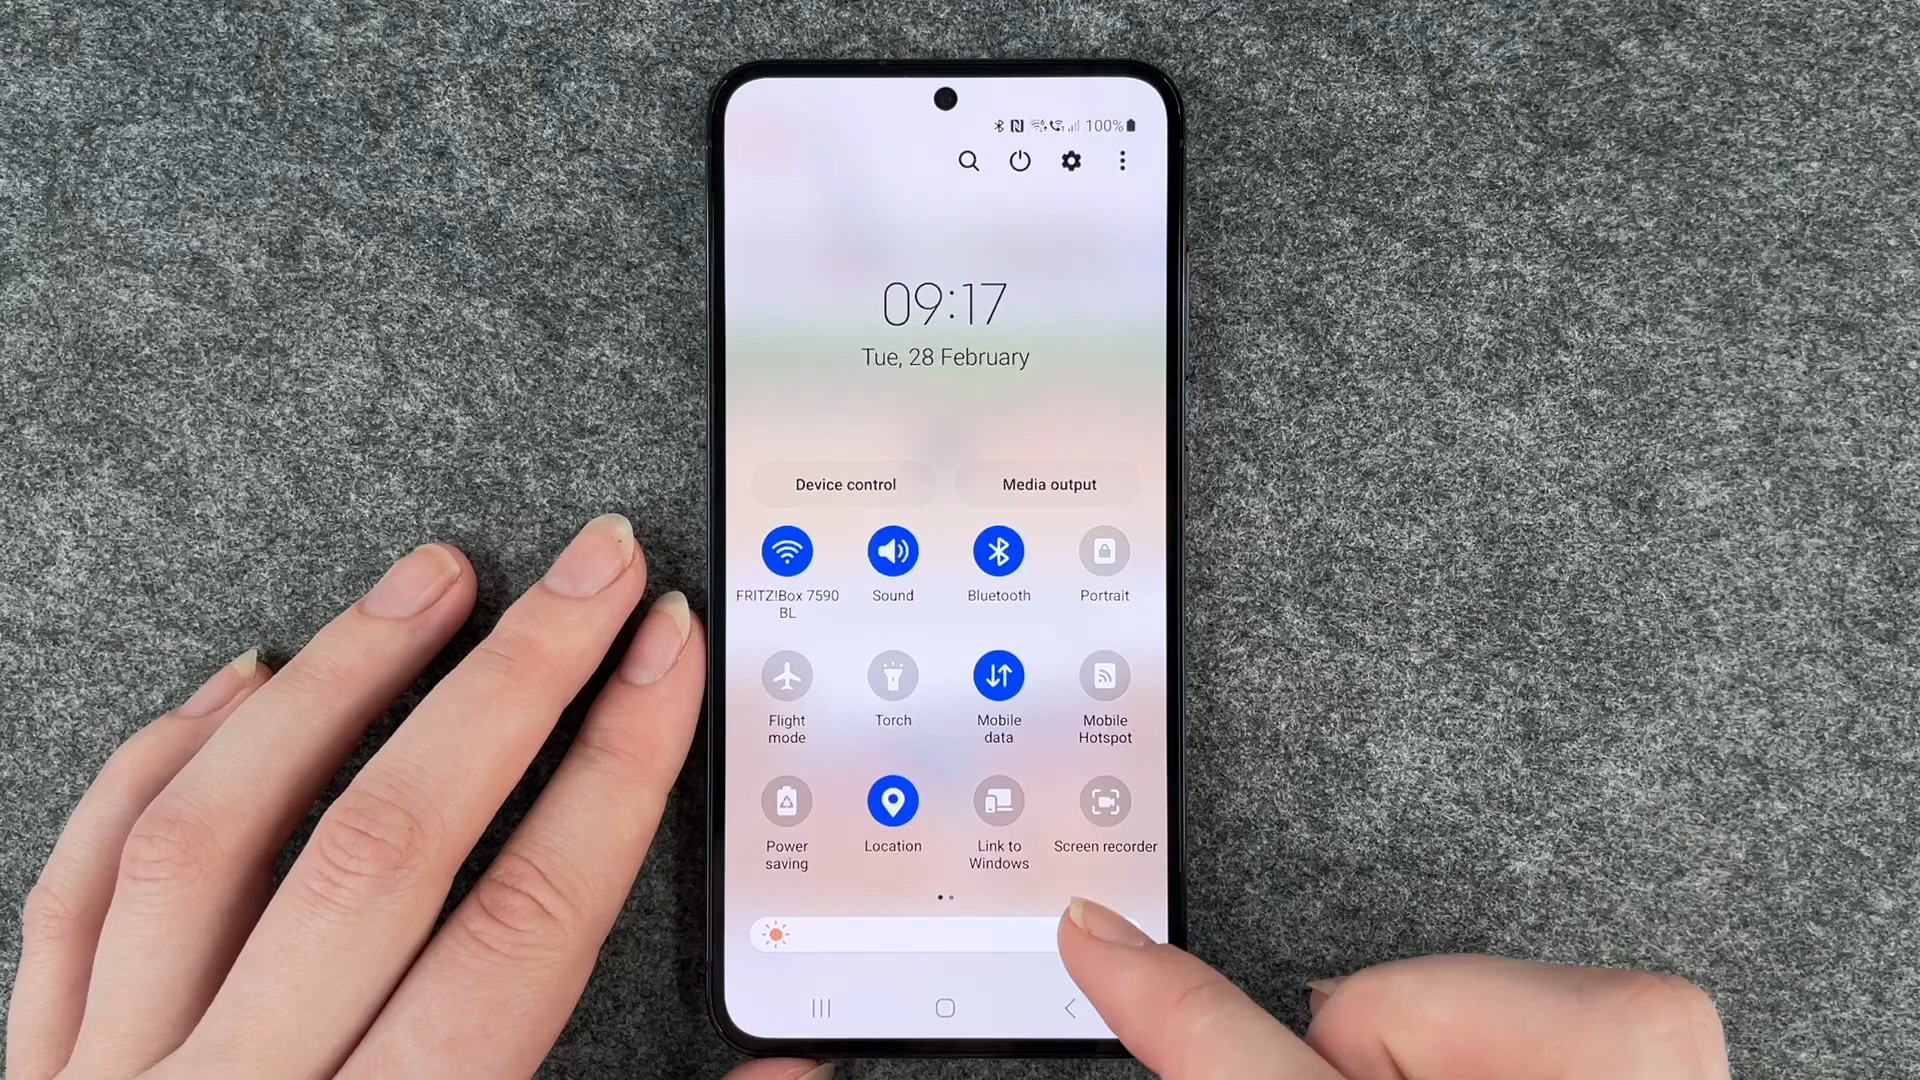 100%
09:17
Tue, 28 February
Device control Media output
FRITZ!Box 7590
BL
Sound
Bluetooth
Portrait
Flight
mode
Torch
Mobile
data
Mobile
Hotspot
Power
saving
Location
Link to
Windows
Screen recorder